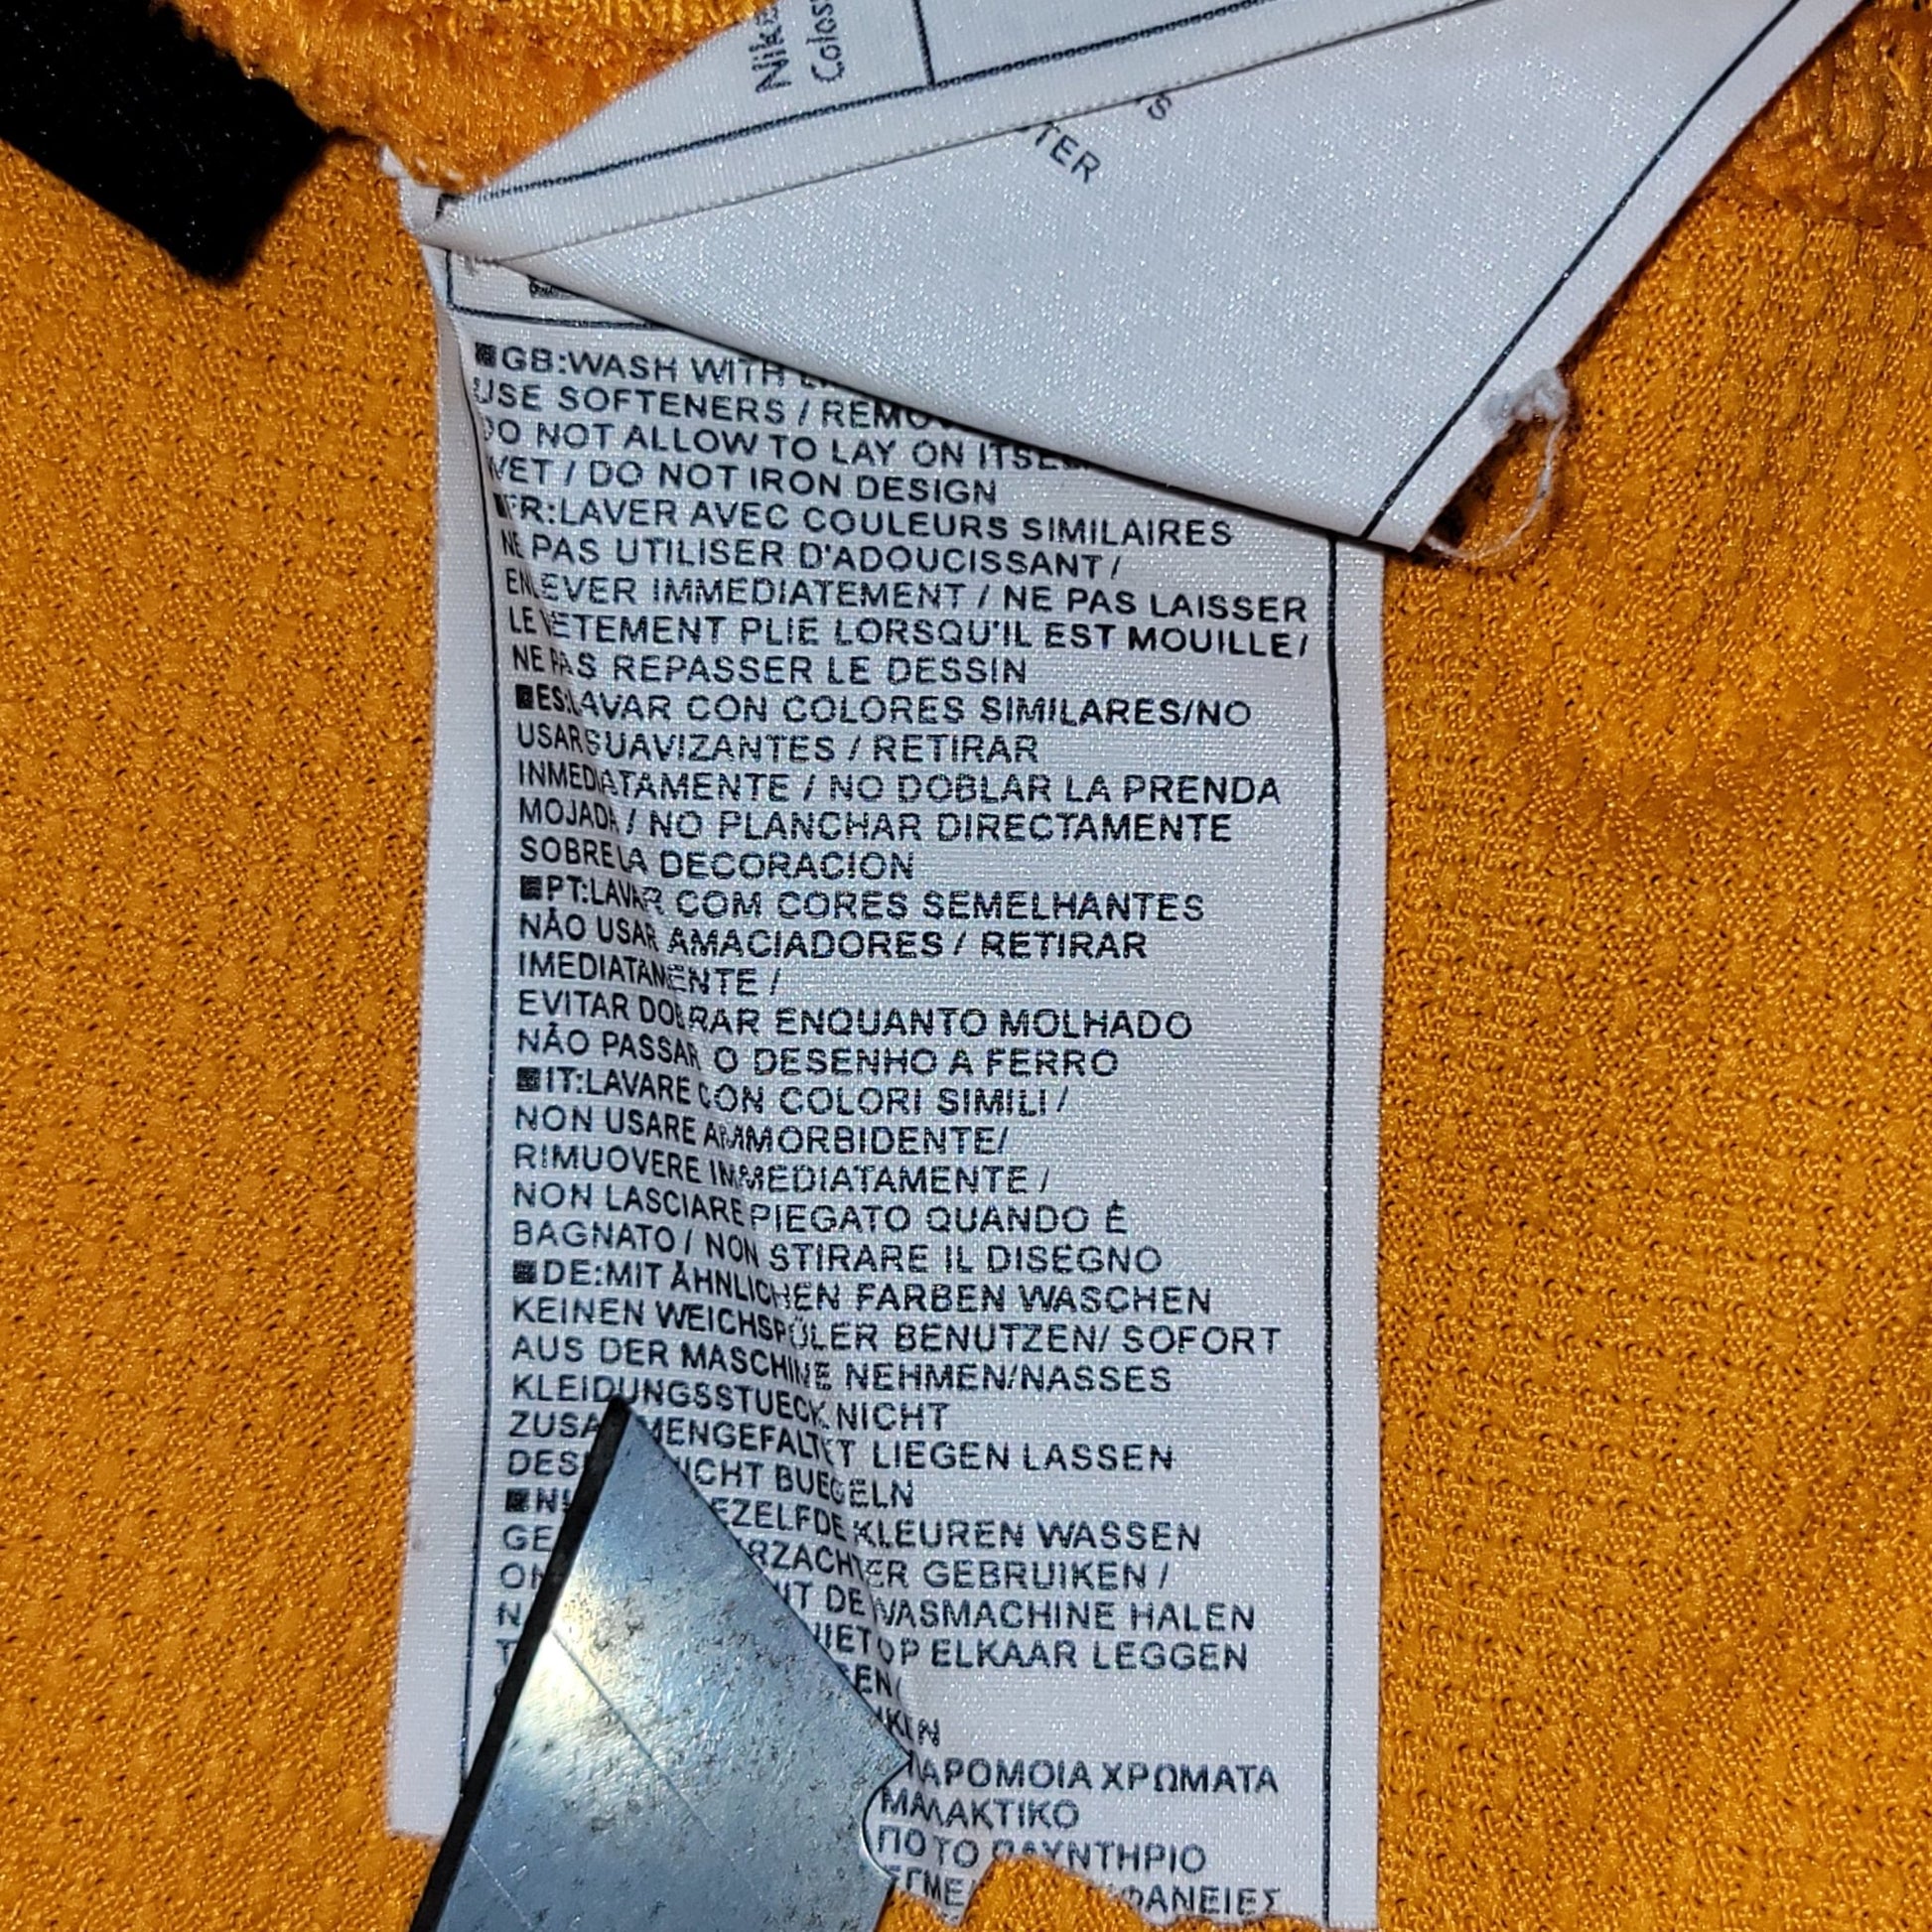 Nike
TER
GB:WASH WITH
USE SOFTENERS /
DO NOT ALLOW TO LAY ON
WET / DO NOT IRON DESIGN
FR:LAVER AVEC COULEURS SIMILAIRES
NE PAS UTILISER D'ADOUCISSANT /
ENLEVER IMMEDIATEMENT / NE PAS LAISSER
LE VETEMENT PLIE LORSQU'IL EST MOUILLE/
NE PAS REPASSER LE DESSIN
ES:LAVAR CON COLORES SIMILARES/NO
USAR SUAVIZANTES / RETIRAR
INMEDIATAMENTE / NO DOBLAR LA PRENDA
MOJADA / NO PLANCHAR DIRECTAMENTE
SOBRE LA DECORACION
PT:LAVAR COM CORES SEMELHANTES
NÃO USAR AMACIADORES / RETIRAR
IMEDIATAMENTE /
EVITAR DOBRAR ENQUANTO MOLHADO
NÃO PASSAR O DESENHO A FERRO
IT:LAVARE CON COLORI SIMILI /
NON USARE AMMORBIDENTE/
RIMUOVERE IMMEDIATAMENTE /
NON LASCIARE PIEGATO QUANDO È
BAGNATO / NON STIRARE IL DISEGNO
DE:MIT ÄHNLICHEN FARBEN WASCHEN
KEINEN WEICHSPÜLER BENUTZEN/ SOFORT
AUS DER MASCHINE NEHMEN/NASSES
KLEIDUNGSSTUECK NICHT
ZUSAMMENGEFALTET LIEGEN LASSEN
NICHT BUEGELN
KLEUREN WASSEN
GEBRUIKEN /
DE WASMACHINE HALEN
OP ELKAAR LEGGEN
ΠΑΡΟΜΟΙΑ ΧΡΩΜΑΤΑ
ΜΑΛΑΚΤΙΚΟ
ΤΟ ΠΛΥΝΤΗΡΙΟ